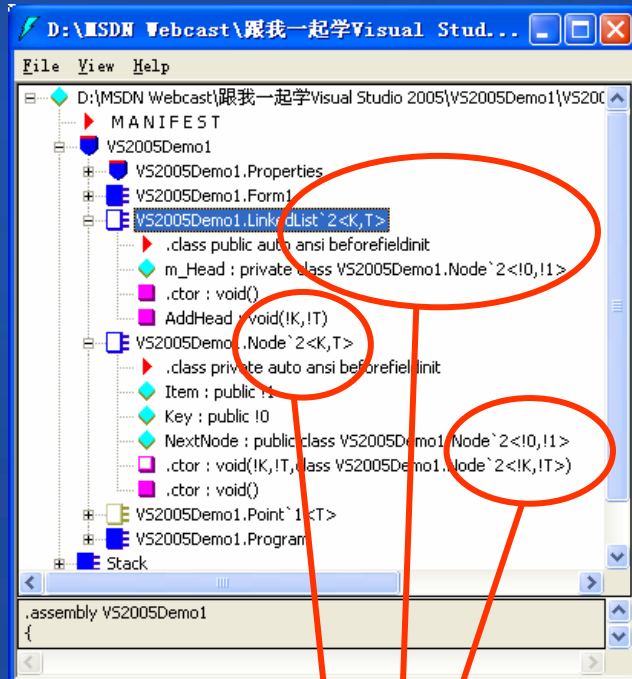 D:\MSDN Webcast\跟我一起学Visual Stud...
File View Help
D:\MSDN Webcast\跟我一起学Visual Studio 2005\VS2005Demo1\VS200
MANIFEST
VS2005Demo1
VS2005Demo1.Properties
VS2005Demo1.Form1
VS2005Demo1.LinkedList`2<K,T>
.class public auto ansi beforefieldinit
m_Head : private class VS2005Demo1.Node`2<!0,!1>
.ctor : void()
AddHead : void(!K,!T)
VS2005Demo1.Node`2<K,T>
.class private auto ansi beforefieldinit
Item : public !1
Key : public !0
NextNode : public class VS2005Demo1.Node`2<!0,!1>
.ctor : void(!K,!T,class VS2005Demo1.Node`2<!K,!T>)
.ctor : void()
VS2005Demo1.Point`1<T>
VS2005Demo1.Program
Stack
.assembly VS2005Demo1
{